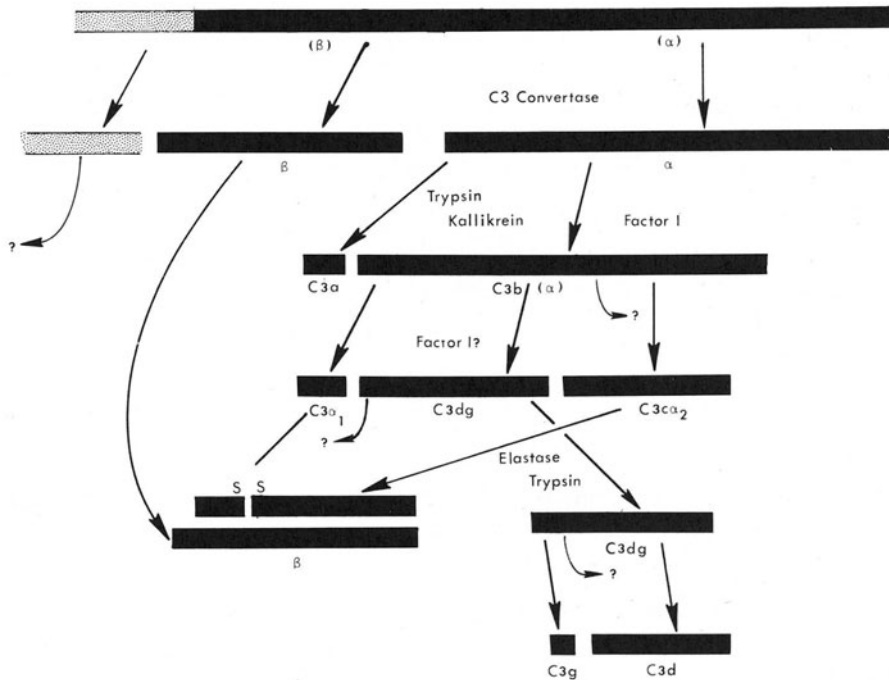 (β) (α)
C3 Convertase
β α
?
Trypsin
Kallikrein Factor I
C3a C3b (α)
?
Factor I?
C3α1 C3dg C3cα2
?
Elastase
Trypsin
S S
C3dg
β
?
C3g C3d